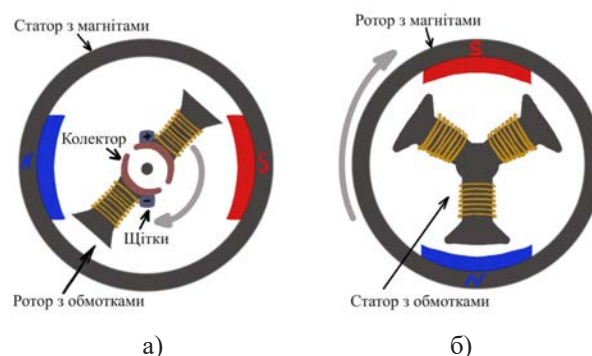 Статор з магнітами
Колектор
+
-
Щітки
N
S
Ротор з обмотками
а)
Ротор з магнітами
S
N
Статор з обмотками
б)